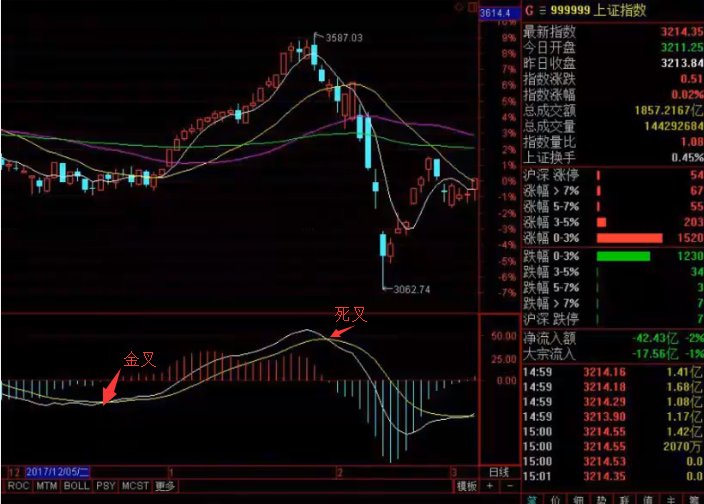 3614.4
G 999999 上证指数
10%
3587.03
9%
8%
最新指数 3214.35
今日开盘 3211.25
昨日收盘 3213.84
指数涨跌 0.51
指数涨幅 0.02%
总成交额 1857.2167亿
总成交量 144292684
指数量比 1.08
上证换手 0.45%
沪深 涨停 54
涨幅 > 7% 67
涨幅 5-7% 55
涨幅 3-5% 203
涨幅 0-3% 1520
跌幅 0-3% 1230
跌幅 3-5% 34
跌幅 5-7% 3
跌幅 > 7% 7
沪深 跌停 7
净流入额 -42.43亿 -2%
大宗流入 -17.56亿 -1%
6%
5%
4%
3%
2%
1%
0%
-1%
-2%
-3%
-4%
-5%
-6%
-7%
3062.74
死叉
金叉
50.00
25.00
0.00
14:59 3214.16 1.41亿
14:59 3214.18 1.68亿
14:59 3214.29 1.08亿
14:59 3213.90 1.17亿
15:00 3214.55 1.42亿
15:00 3214.55 2070万
15:00 3214.53 0.0
15:01 3214.35 0.0
12 2017/12/05/二 1 2 3 日线
ROC MTM BOLL PSY MCST 更多 模板 + -
笔 价 细 势 联 值 主 筹